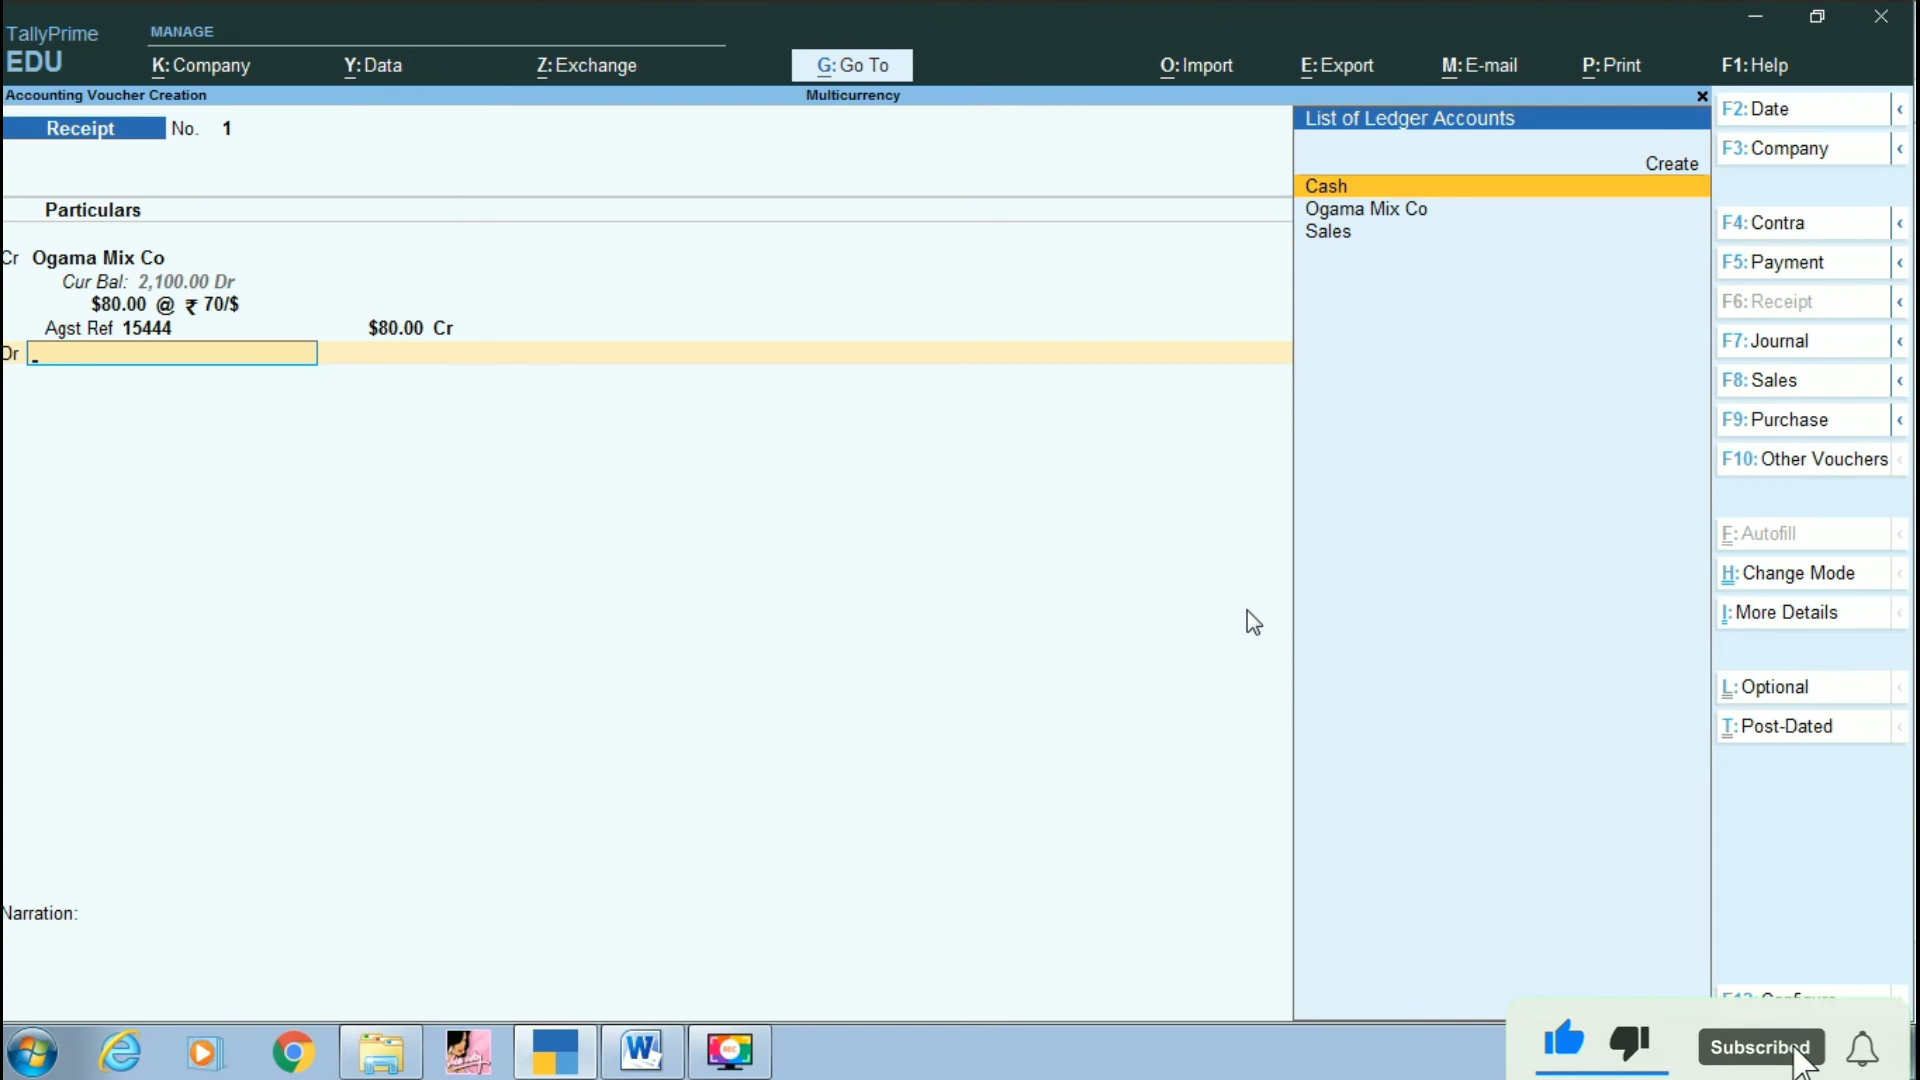 TallyPrime
EDU
MANAGE
K: Company
Y: Data
Z: Exchange
G: Go To
O: Import
E: Export
M: E-mail
P: Print
F1: Help
Accounting Voucher Creation
Multicurrency
Receipt No. 1
Particulars
Cr Ogama Mix Co
Cur Bal: 2,100.00 Dr
$80.00 @ ₹ 70/$
Agst Ref 15444 $80.00 Cr
Dr
Narration:
List of Ledger Accounts
Create
Cash
Ogama Mix Co
Sales
F2: Date
F3: Company
F4: Contra
F5: Payment
F6: Receipt
F7: Journal
F8: Sales
F9: Purchase
F10: Other Vouchers
F: Autofill
H: Change Mode
I: More Details
L: Optional
T: Post-Dated
REC
Subscribed